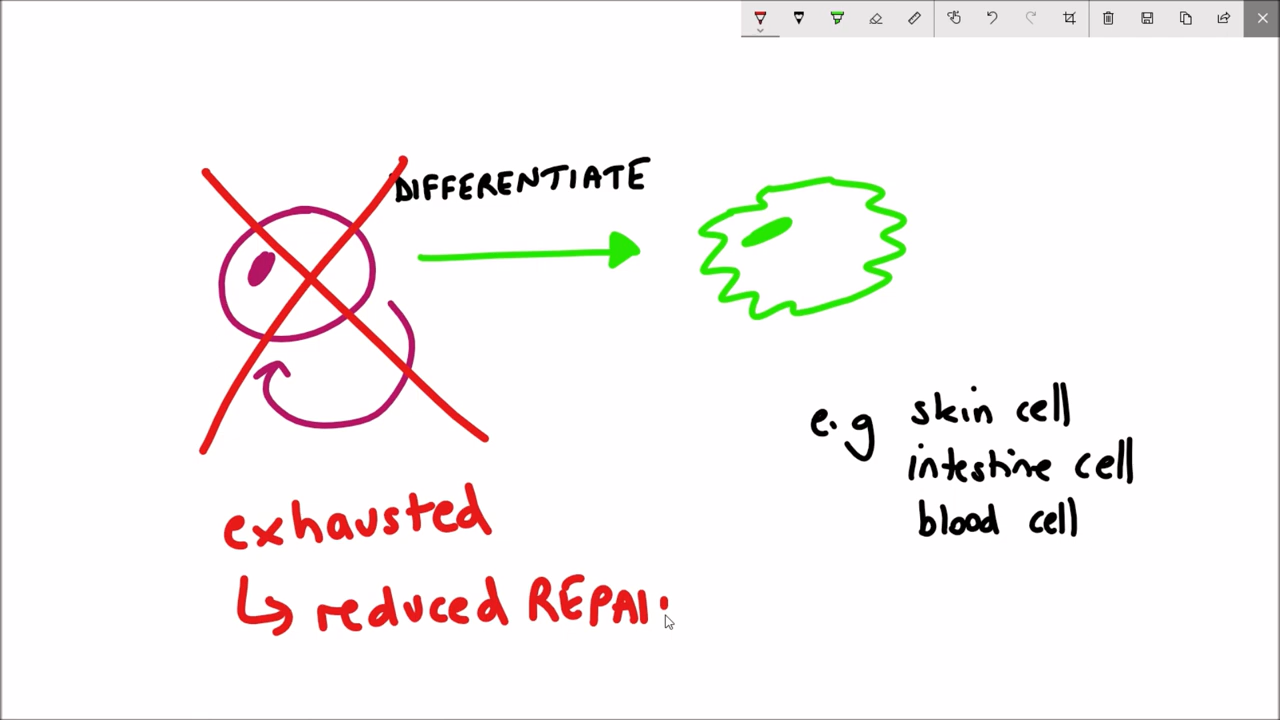 DIFFERENTIATE
e.g skin cell
intestine cell
blood cell
exhausted
↳ reduced REPAI